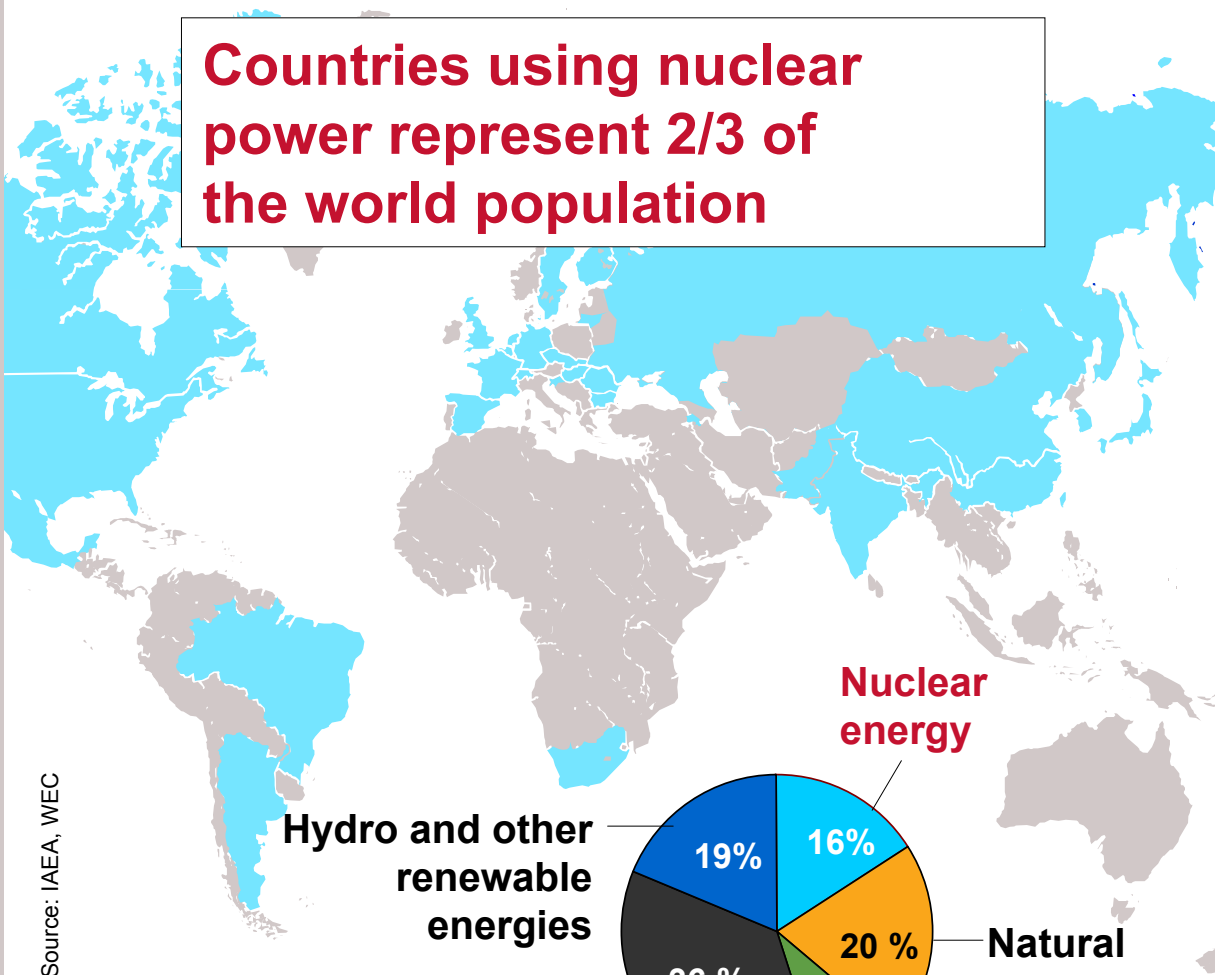 Countries using nuclear
power represent 2/3 of
the world population
Nuclear
energy
Hydro and other
renewable
energies
19%
16%
20 %
Natural
Source: IAEA, WEC